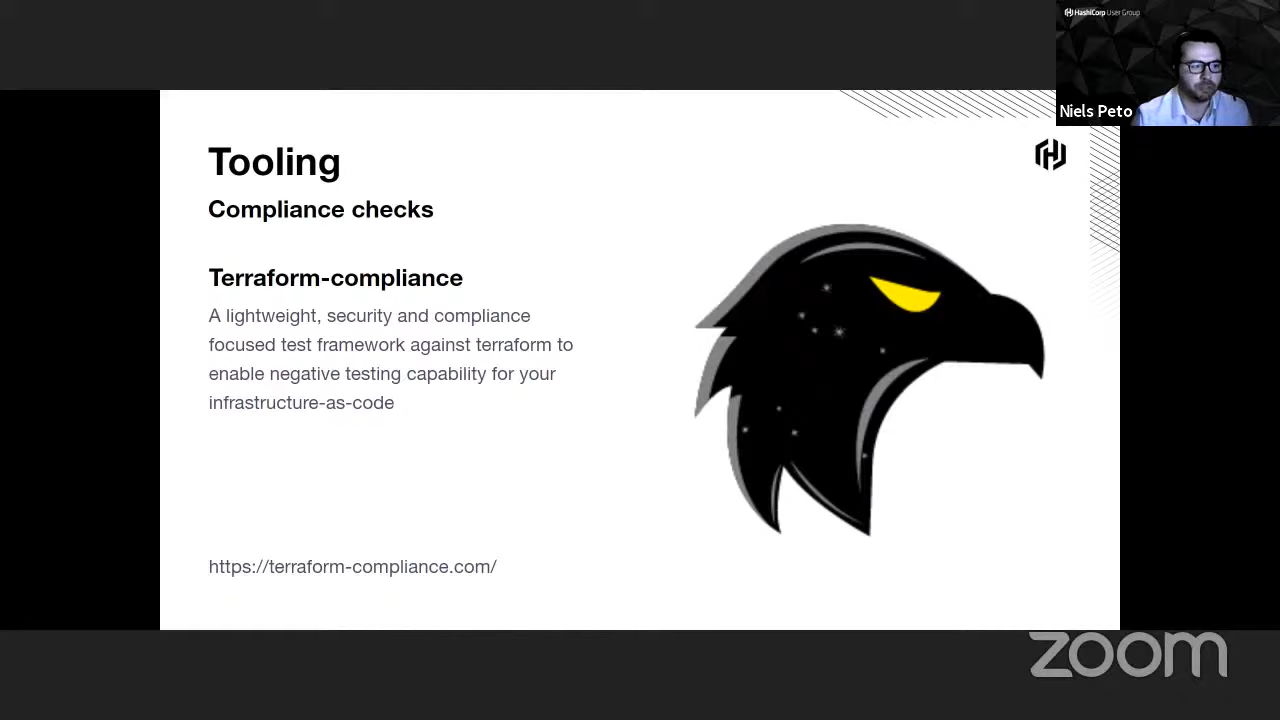 HashiCorp User Group
Niels Peto
Tooling
Compliance checks
Terraform-compliance
A lightweight, security and compliance
focused test framework against terraform to
enable negative testing capability for your
infrastructure-as-code
https://terraform-compliance.com/
zoom